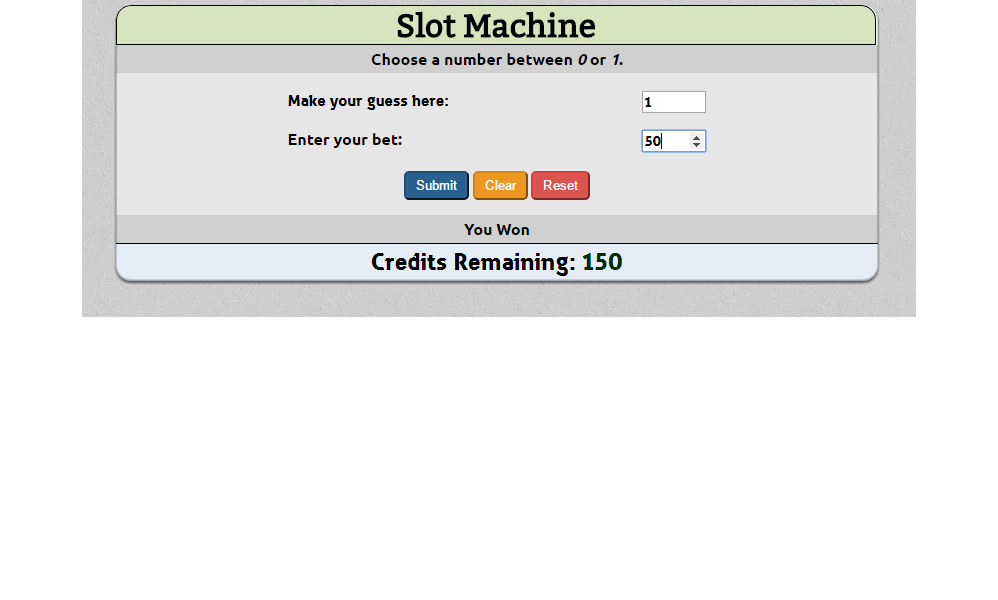 Slot Machine
Choose a number between 0 or 1.
Make your guess here: 1
Enter your bet: 50
Submit Clear Reset
You Won
Credits Remaining: 150